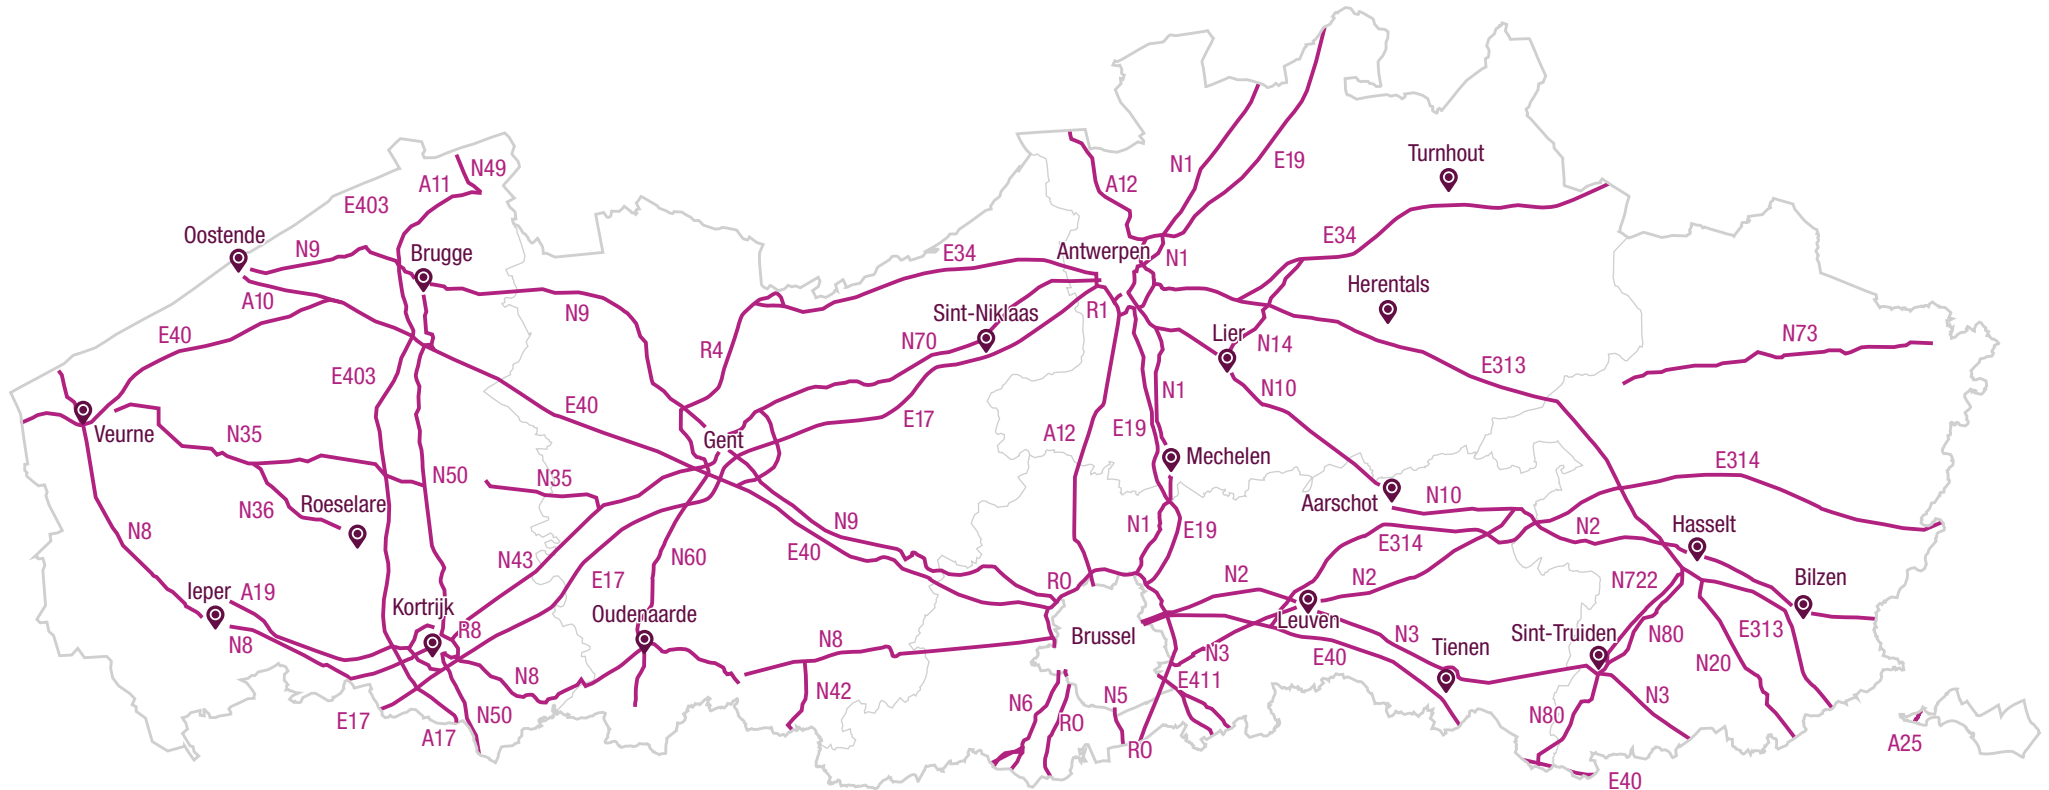 Turnhout
N49
N1
E19
A11
A12
E403
Oostende
N9
Brugge
E34
Antwerpen
E34
N1
A10
Herentals
N9
Sint-Niklaas
R1
Lier
N73
E40
R4
N70
N14
E403
E313
E40
N1
N10
E17
Veurne
N35
Gent
A12
E19
Mechelen
E314
N50
N35
Roeselare
N36
Aarschot
N10
N8
N9
N1
E19
N2
Hasselt
E314
E40
N43
N60
E17
R0
N2
N2
N722
Bilzen
Ieper
A19
Kortrijk
Oudenaarde
R8
Leuven
Brussel
N8
N8
N3
Sint-Truiden
N80
E313
Tienen
N3
E40
N20
N8
E411
N42
N6
N5
N3
E17
N50
R0
N80
A17
R0
A25
E40